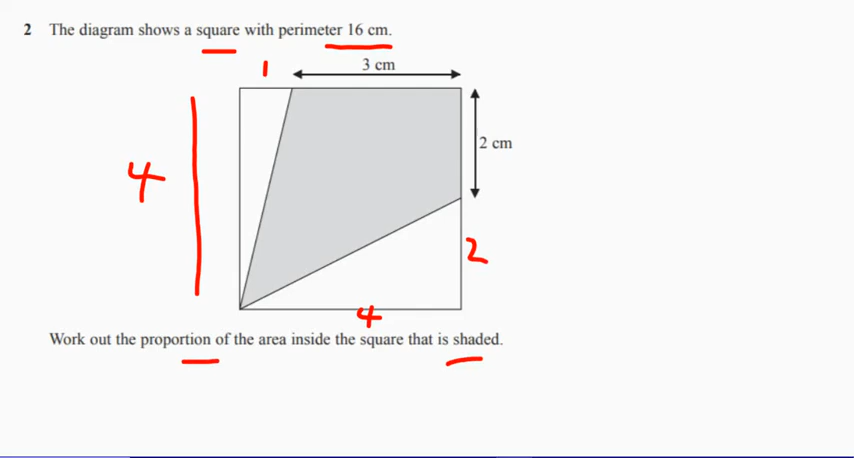 2 The diagram shows a square with perimeter 16 cm.
1
3 cm
4
2 cm
2
4
Work out the proportion of the area inside the square that is shaded.